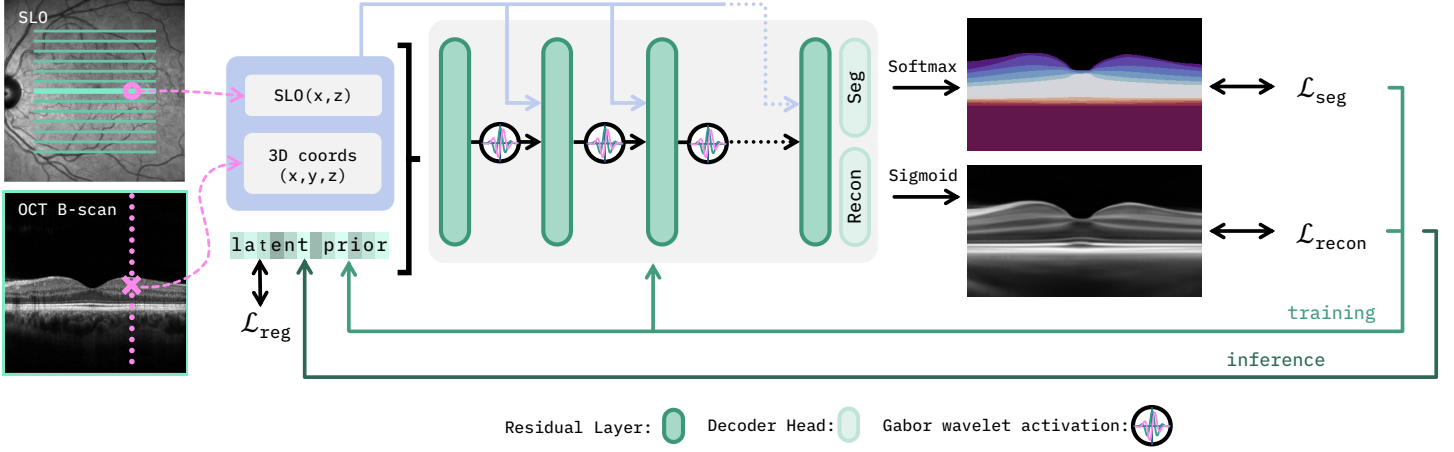 SLO
OCT B-scan
SLO(x,z)
3D coords
(x,y,z)
latent prior
ℒreg
Seg
Recon
Softmax
Sigmoid
ℒseg
ℒrecon
training
inference
Residual Layer:
Decoder Head:
Gabor wavelet activation: